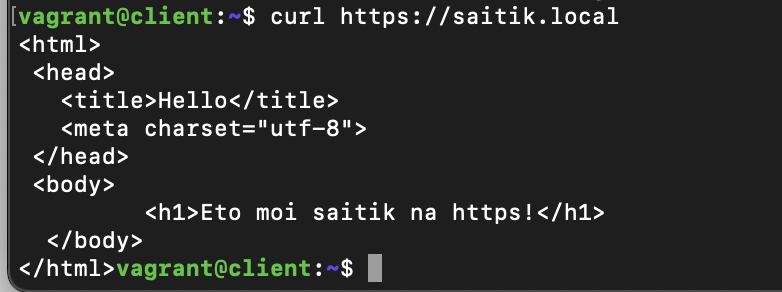 [vagrant@client:~$ curl https://saitik.local
<html>
 <head>
   <title>Hello</title>
   <meta charset="utf-8">
 </head>
 <body>
         <h1>Eto moi saitik na https!</h1>
  </body>
</html>vagrant@client:~$